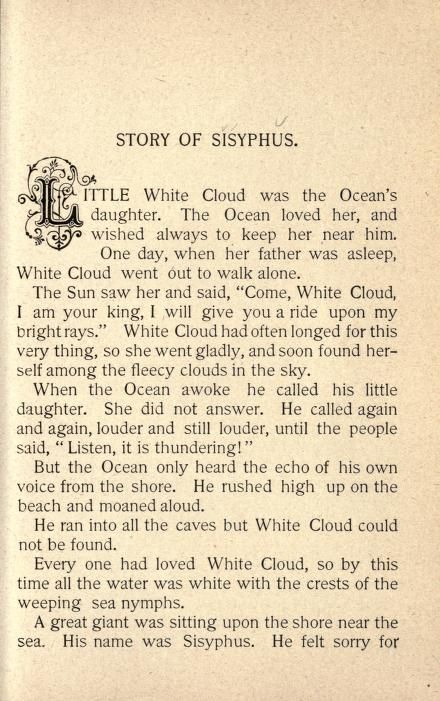 STORY OF SISYPHUS.
LITTLE White Cloud was the Ocean's
daughter. The Ocean loved her, and
wished always to keep her near him.
One day, when her father was asleep,
White Cloud went out to walk alone.
The Sun saw her and said, "Come, White Cloud,
I am your king, I will give you a ride upon my
bright rays." White Cloud had often longed for this
very thing, so she went gladly, and soon found her-
self among the fleecy clouds in the sky.
When the Ocean awoke he called his little
daughter. She did not answer. He called again
and again, louder and still louder, until the people
said, "Listen, it is thundering!"
But the Ocean only heard the echo of his own
voice from the shore. He rushed high up on the
beach and moaned aloud.
He ran into all the caves but White Cloud could
not be found.
Every one had loved White Cloud, so by this
time all the water was white with the crests of the
weeping sea nymphs.
A great giant was sitting upon the shore near the
sea. His name was Sisyphus. He felt sorry for